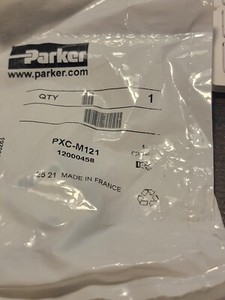 Parker
www.parker.com
QTY 1
PXC-M121
12000458
25 21 MADE IN FRANCE